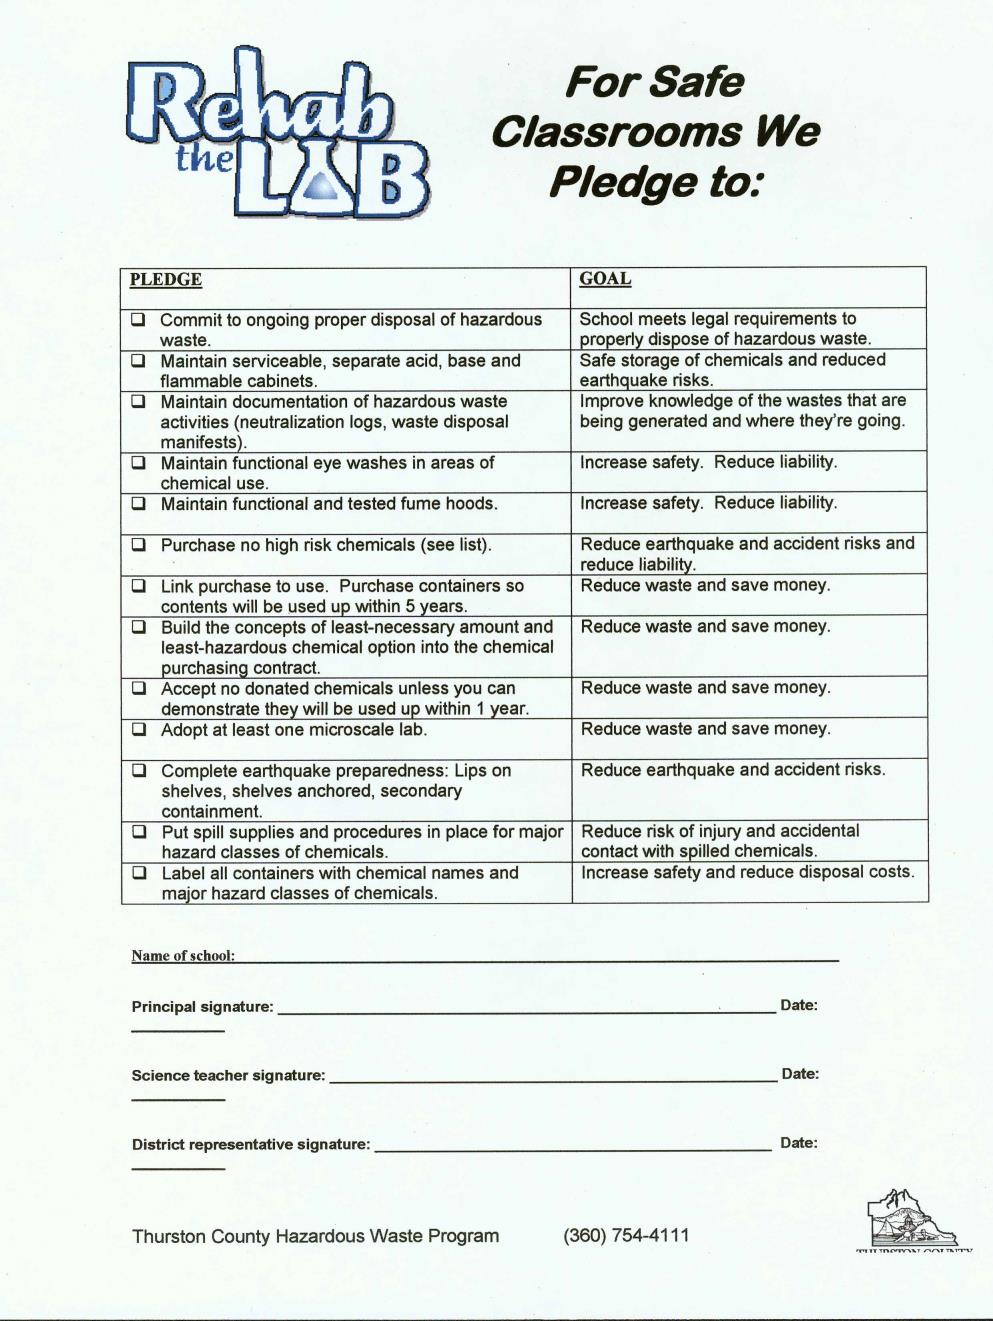 Rehab
the LAB
For Safe
Classrooms We
Pledge to:
PLEDGE
GOAL
❑ Commit to ongoing proper disposal of hazardous
waste.
School meets legal requirements to
properly dispose of hazardous waste.
❑ Maintain serviceable, separate acid, base and
flammable cabinets.
Safe storage of chemicals and reduced
earthquake risks.
❑ Maintain documentation of hazardous waste
activities (neutralization logs, waste disposal
manifests).
Improve knowledge of the wastes that are
being generated and where they're going.
❑ Maintain functional eye washes in areas of
chemical use.
Increase safety.  Reduce liability.
❑ Maintain functional and tested fume hoods.
Increase safety.  Reduce liability.
❑ Purchase no high risk chemicals (see list).
Reduce earthquake and accident risks and
reduce liability.
❑ Link purchase to use.  Purchase containers so
contents will be used up within 5 years.
Reduce waste and save money.
❑ Build the concepts of least-necessary amount and
least-hazardous chemical option into the chemical
purchasing contract.
Reduce waste and save money.
❑ Accept no donated chemicals unless you can
demonstrate they will be used up within 1 year.
Reduce waste and save money.
❑ Adopt at least one microscale lab.
Reduce waste and save money.
❑ Complete earthquake preparedness: Lips on
shelves, shelves anchored, secondary
containment.
Reduce earthquake and accident risks.
❑ Put spill supplies and procedures in place for major
hazard classes of chemicals.
Reduce risk of injury and accidental
contact with spilled chemicals.
❑ Label all containers with chemical names and
major hazard classes of chemicals.
Increase safety and reduce disposal costs.
Name of school:
Principal signature: Date:
Science teacher signature: Date:
District representative signature: Date:
Thurston County Hazardous Waste Program (360) 754-4111
THURSTON COUNTY